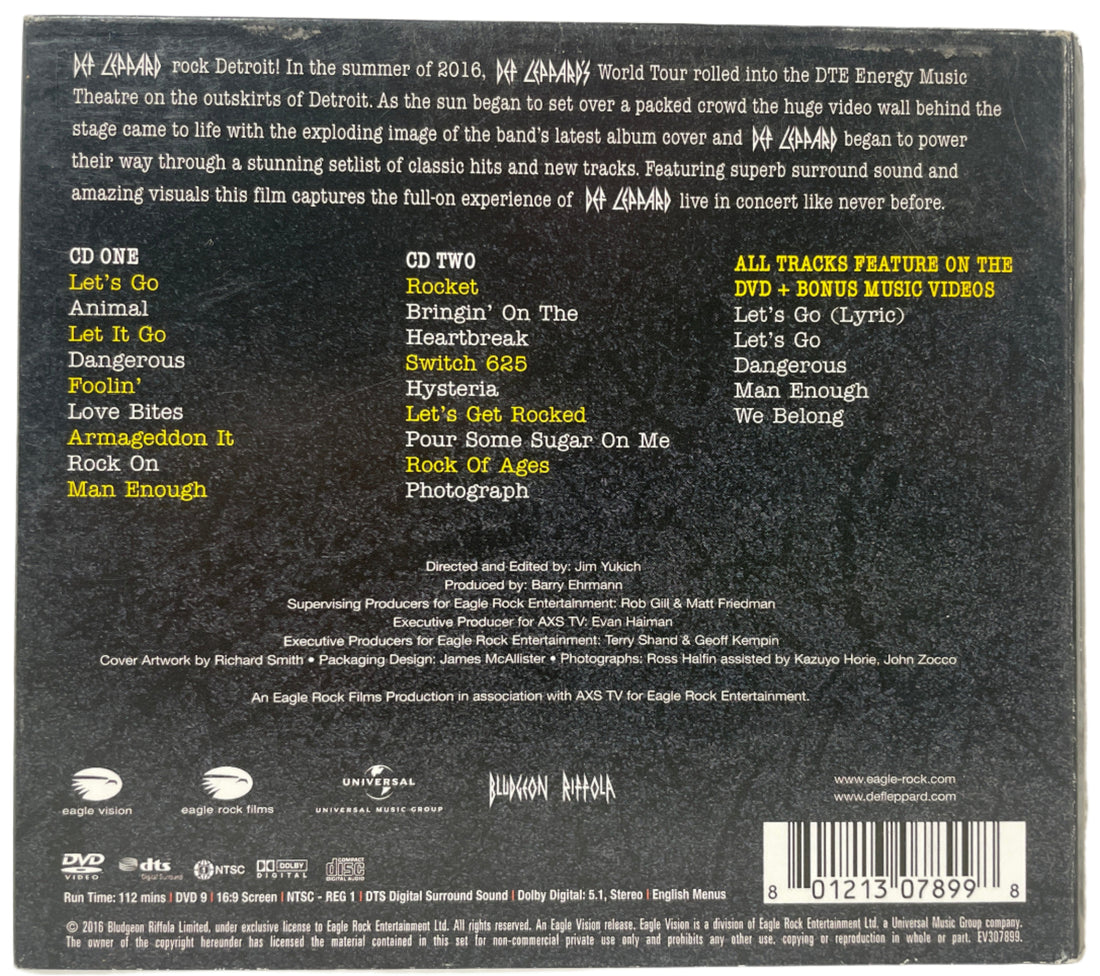 DEF LEPPARD rock Detroit! In the summer of 2016, DEF LEPPARD'S World Tour rolled into the DTE Energy Music
Theatre on the outskirts of Detroit. As the sun began to set over a packed crowd the huge video wall behind the
stage came to life with the exploding image of the band's latest album cover and DEF LEPPARD began to power
their way through a stunning setlist of classic hits and new tracks. Featuring superb surround sound and
amazing visuals this film captures the full-on experience of DEF LEPPARD live in concert like never before.
CD ONE
Let's Go
Animal
Let It Go
Dangerous
Foolin'
Love Bites
Armageddon It
Rock On
Man Enough
CD TWO
Rocket
Bringin' On The
Heartbreak
Switch 625
Hysteria
Let's Get Rocked
Pour Some Sugar On Me
Rock Of Ages
Photograph
ALL TRACKS FEATURE ON THE
DVD + BONUS MUSIC VIDEOS
Let's Go (Lyric)
Let's Go
Dangerous
Man Enough
We Belong
Directed and Edited by: Jim Yukich
Produced by: Barry Ehrmann
Supervising Producers for Eagle Rock Entertainment: Rob Gill & Matt Friedman
Executive Producer for AXS TV: Evan Haiman
Executive Producers for Eagle Rock Entertainment: Terry Shand & Geoff Kempin
Cover Artwork by Richard Smith • Packaging Design: James McAllister • Photographs: Ross Halfin assisted by Kazuyo Horie, John Zocco
An Eagle Rock Films Production in association with AXS TV for Eagle Rock Entertainment.
eagle vision
eagle rock films
UNIVERSAL
UNIVERSAL MUSIC GROUP
BLUDGEON RIFFOLA
www.eagle-rock.com
www.defleppard.com
DVD VIDEO
dts Digital Surround
1 NTSC
DOLBY DIGITAL
COMPACT disc DIGITAL AUDIO
8 01213 07899 8
Run Time: 112 mins | DVD 9 | 16:9 Screen | NTSC - REG 1 | DTS Digital Surround Sound | Dolby Digital: 5.1, Stereo | English Menus
© 2016 Bludgeon Riffola Limited, under exclusive license to Eagle Rock Entertainment Ltd. All rights reserved. An Eagle Vision release. Eagle Vision is a division of Eagle Rock Entertainment Ltd, a Universal Music Group company.
The owner of the copyright hereunder has licensed the material contained in this set for non-commercial private use only and prohibits any other use. copying or reproduction in whole or part. EV307899.